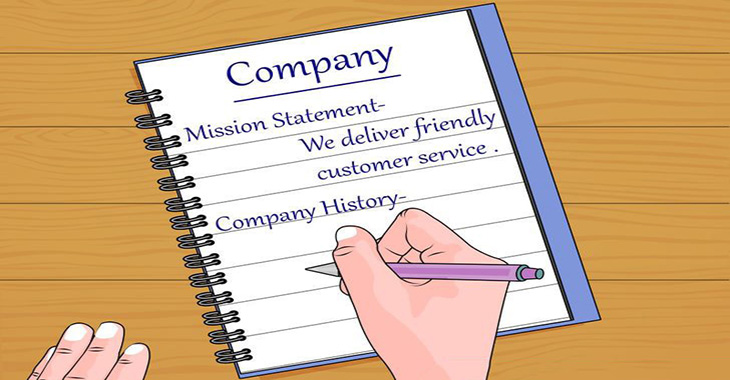 Company
Mission Statement-
We deliver friendly
customer service .
Company History-